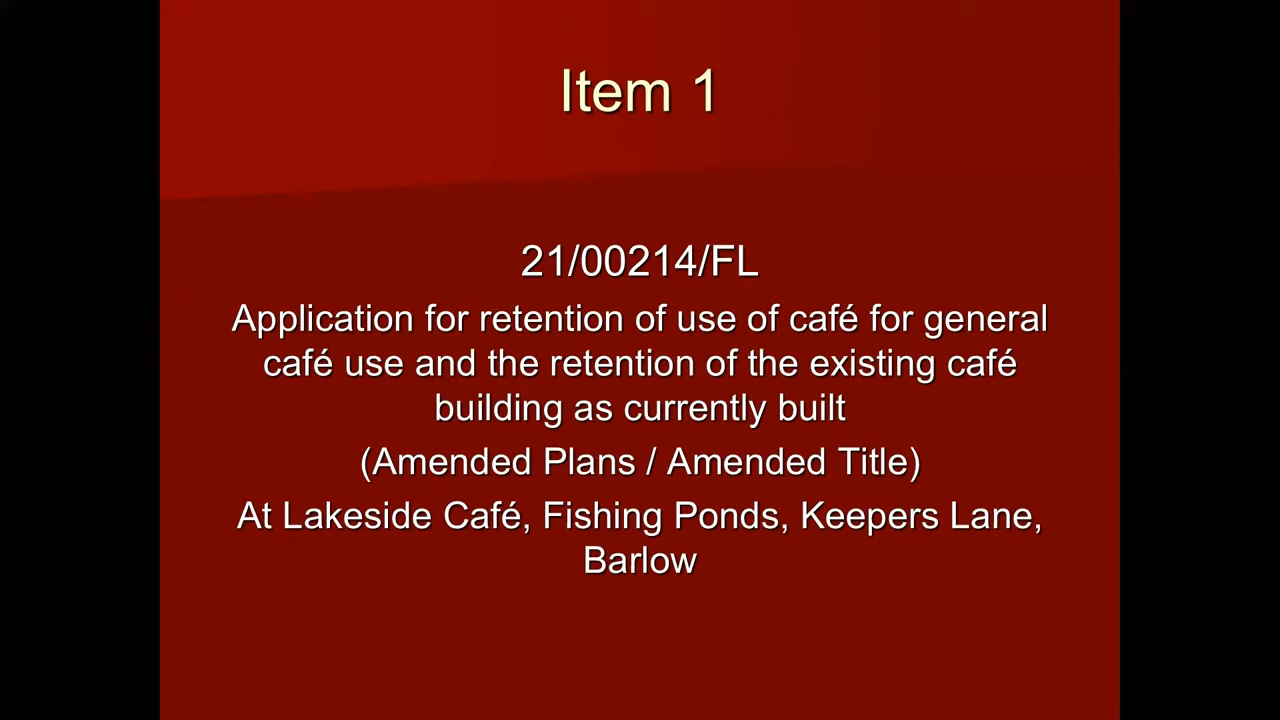 Item 1
21/00214/FL
Application for retention of use of café for general
café use and the retention of the existing café
building as currently built
(Amended Plans / Amended Title)
At Lakeside Café, Fishing Ponds, Keepers Lane,
Barlow